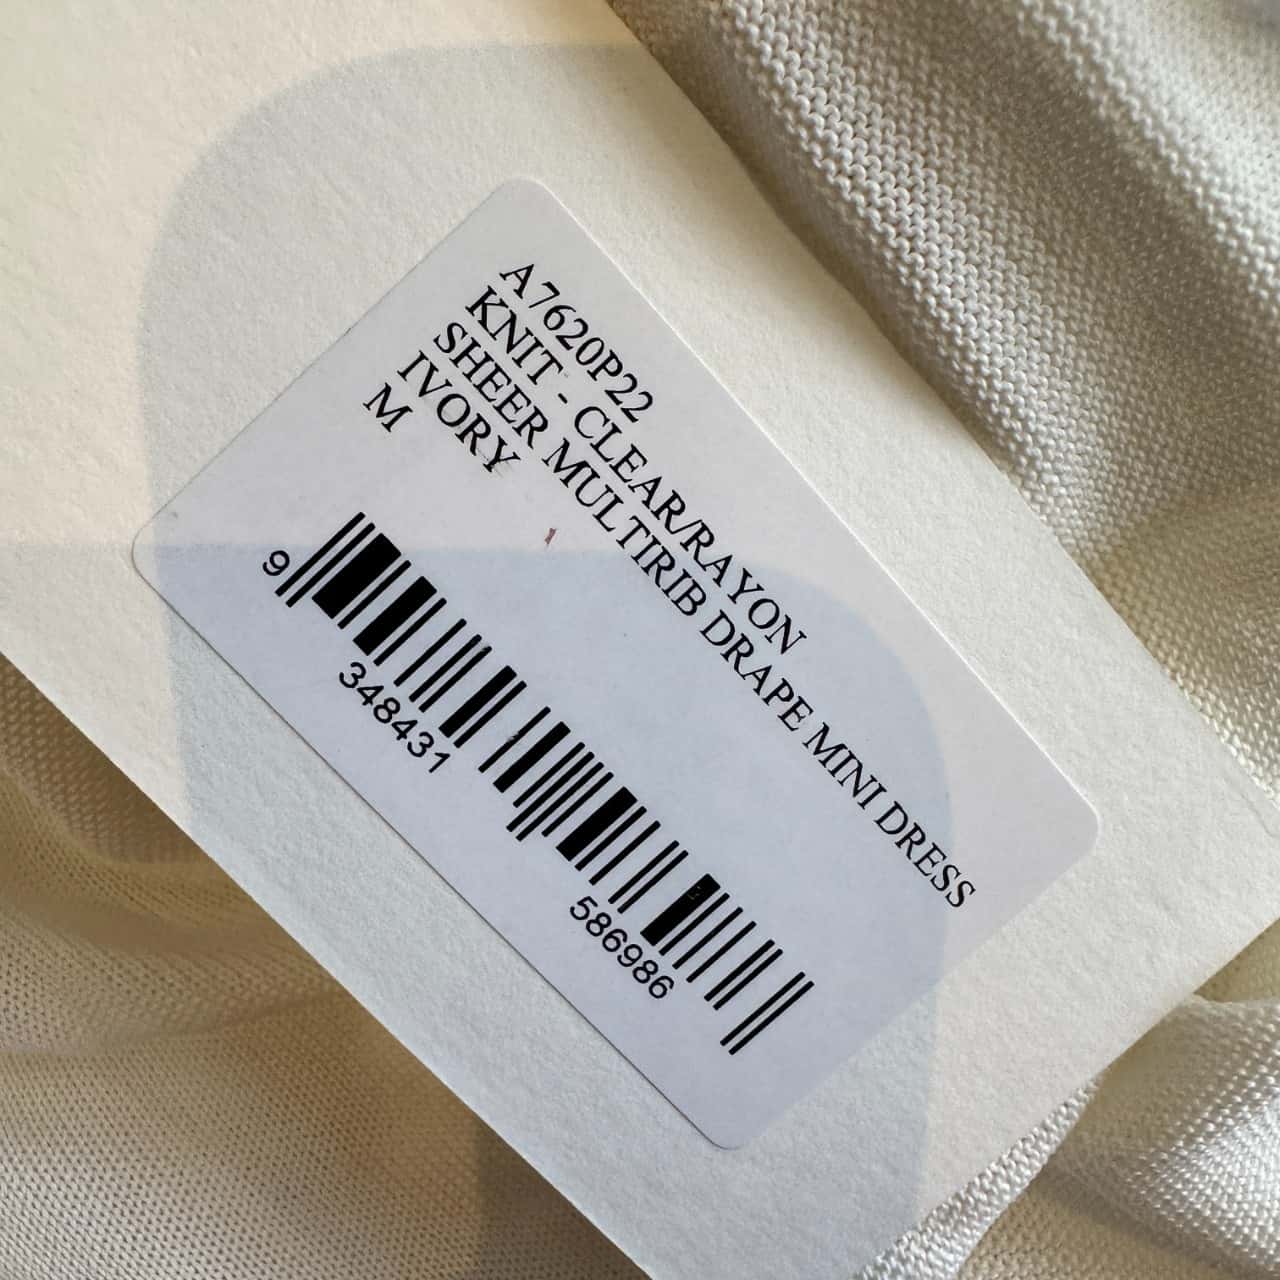 A7620P22
KNIT - CLEAR/RAYON
SHEER MULTIRIB DRAPE MINI DRESS
IVORY
M
9 348431 586986